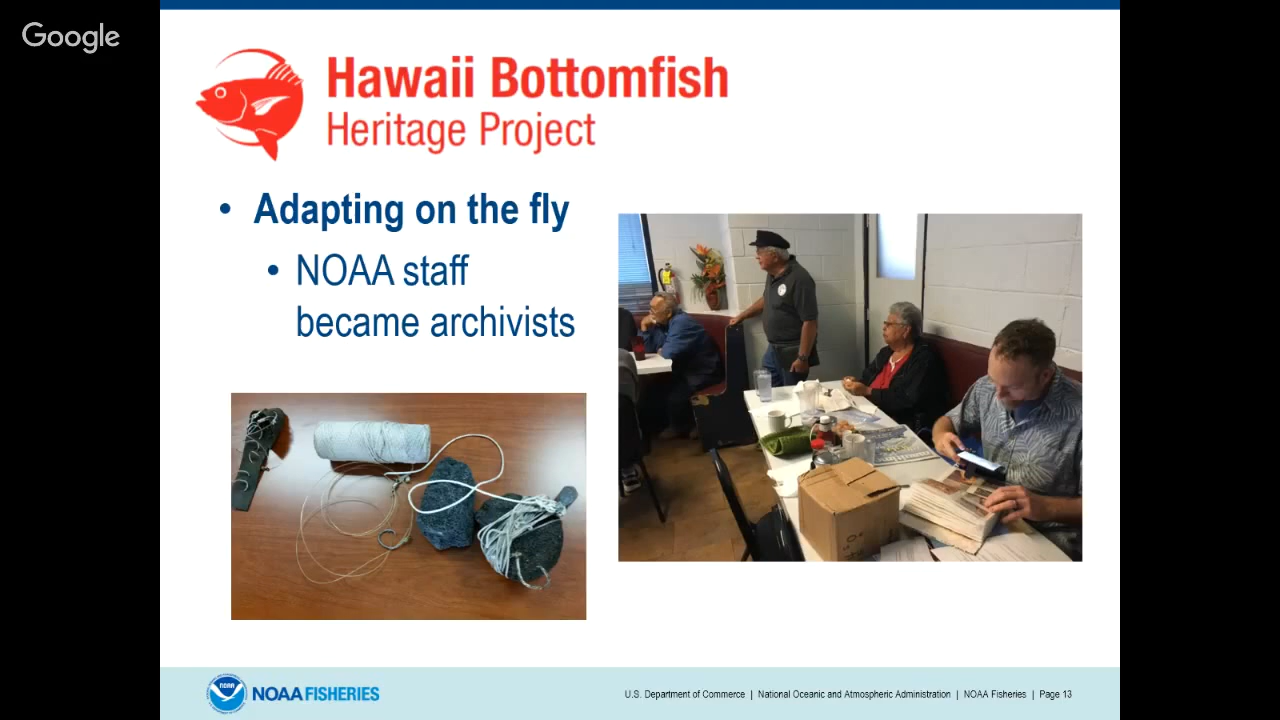 Google
Hawaii Bottomfish
Heritage Project
• Adapting on the fly
• NOAA staff
became archivists
NOAA
NOAA FISHERIES
U.S. Department of Commerce | National Oceanic and Atmospheric Administration | NOAA Fisheries | Page 13